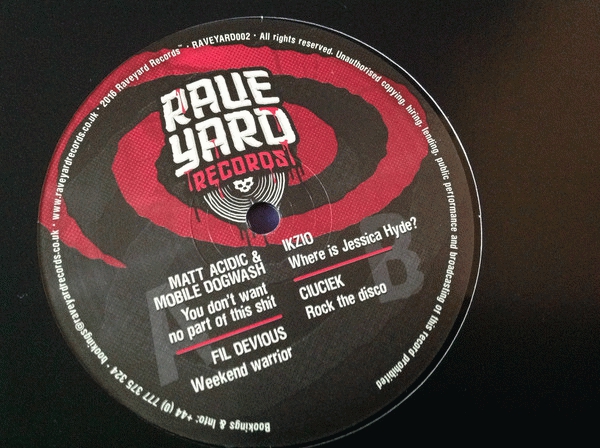 RAVE
YARD
RECORDS
MATT ACIDIC &
MOBILE DOGWASH
You don't want
no part of this shit
FIL DEVIOUS
Weekend warrior
IKZIO
Where is Jessica Hyde?
CIUCIEK
Rock the disco
B
Bookings & Info: +44 (0) 777 375 324 · bookings@raveyardrecords.co.uk · www.raveyardrecords.co.uk · 2016 Raveyard Records™ · RAVEYARD002 · All rights reserved. Unauthorised copying, hiring, lending, public performance and broadcasting of this record prohibited